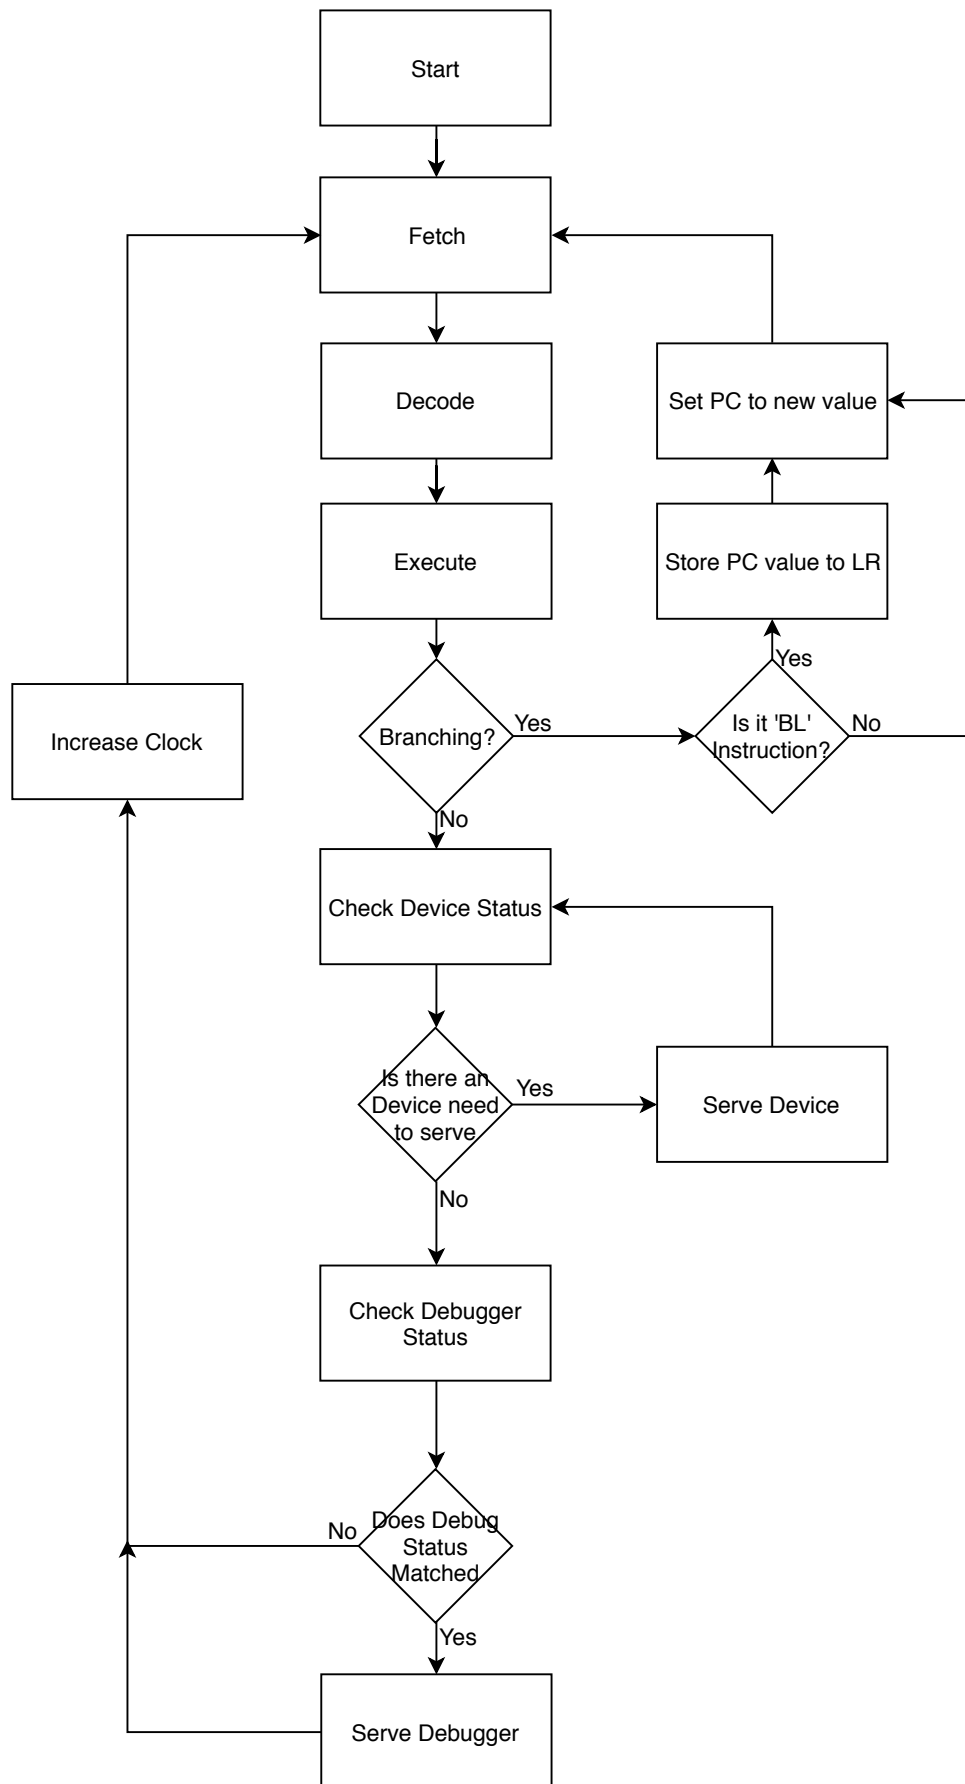 Start
Fetch
Decode
Set PC to new value
Execute
Store PC value to LR
Yes
Increase Clock
Branching?
Yes
Is it 'BL'
Instruction?
No
No
Check Device Status
Is there an
Device need
to serve
Yes
Serve Device
No
Check Debugger
Status
No
Does Debug
Status
Matched
Yes
Serve Debugger